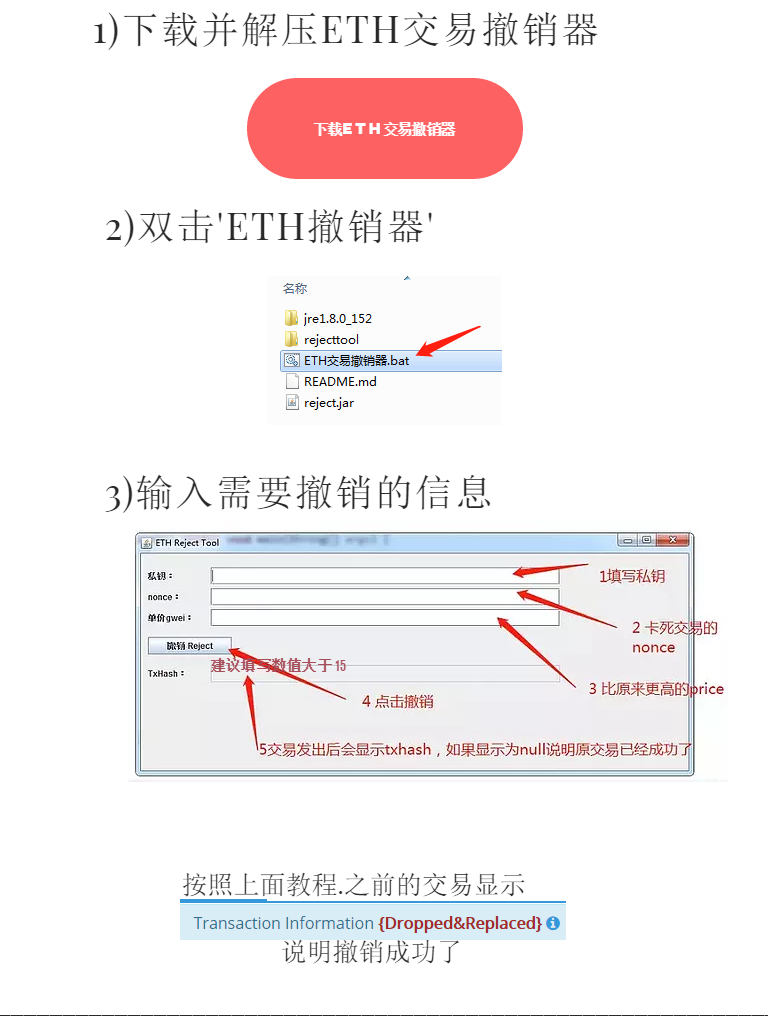 1)下载并解压ETH交易撤销器
下载ETH交易撤销器
2)双击'ETH撤销器'
名称
jre1.8.0_152
rejecttool
ETH交易撤销器.bat
README.md
reject.jar
3)输入需要撤销的信息
ETH Reject Tool
私钥:
1填写私钥
nonce:
2 卡死交易的
nonce
单价gwei:
撤销 Reject
建议填写数值大于15
TxHash:
3 比原来更高的price
4 点击撤销
5交易发出后会显示txhash,如果显示为null说明原交易已经成功了
按照上面教程.之前的交易显示
Transaction Information {Dropped&Replaced}
说明撤销成功了